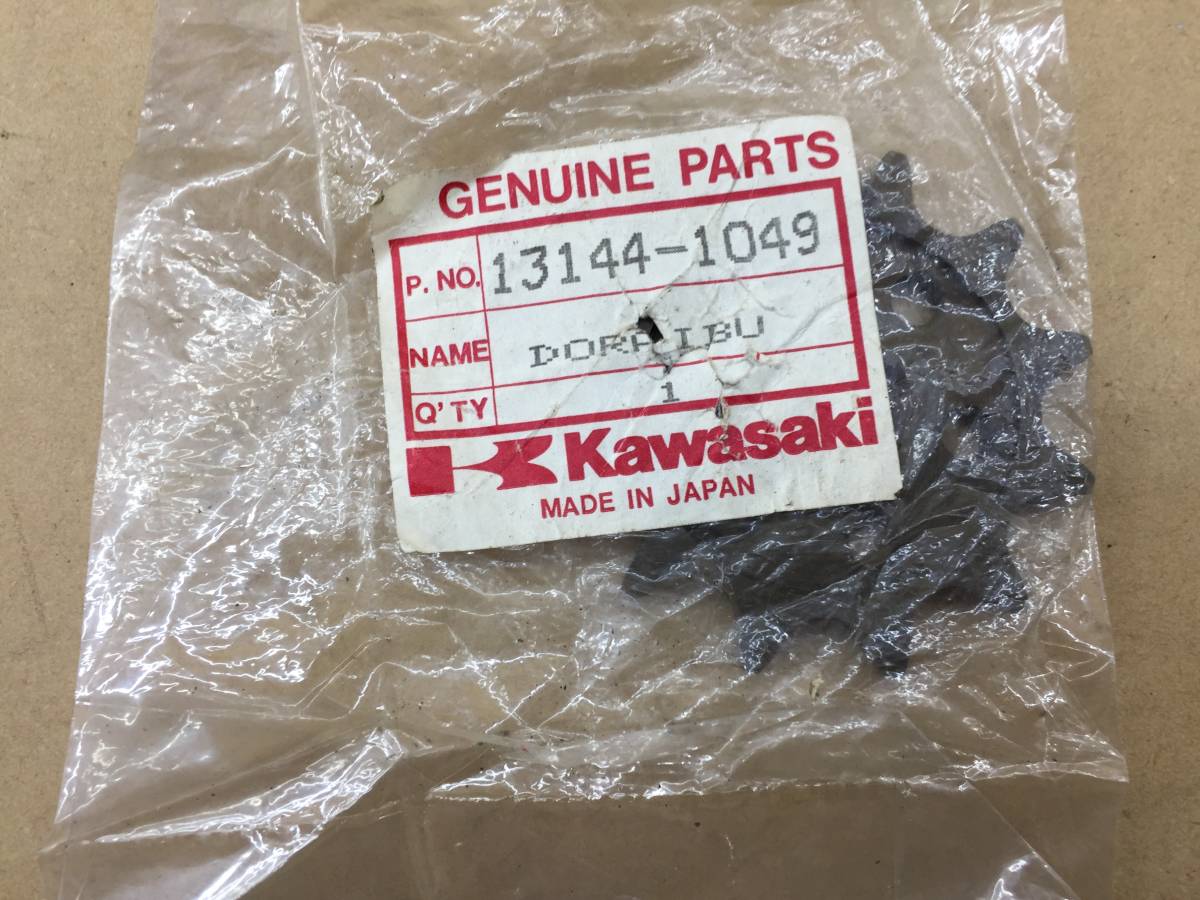 GENUINE PARTS
P. NO. 13144-1049
NAME DORAIBU
Q'TY 1
Kawasaki
MADE IN JAPAN